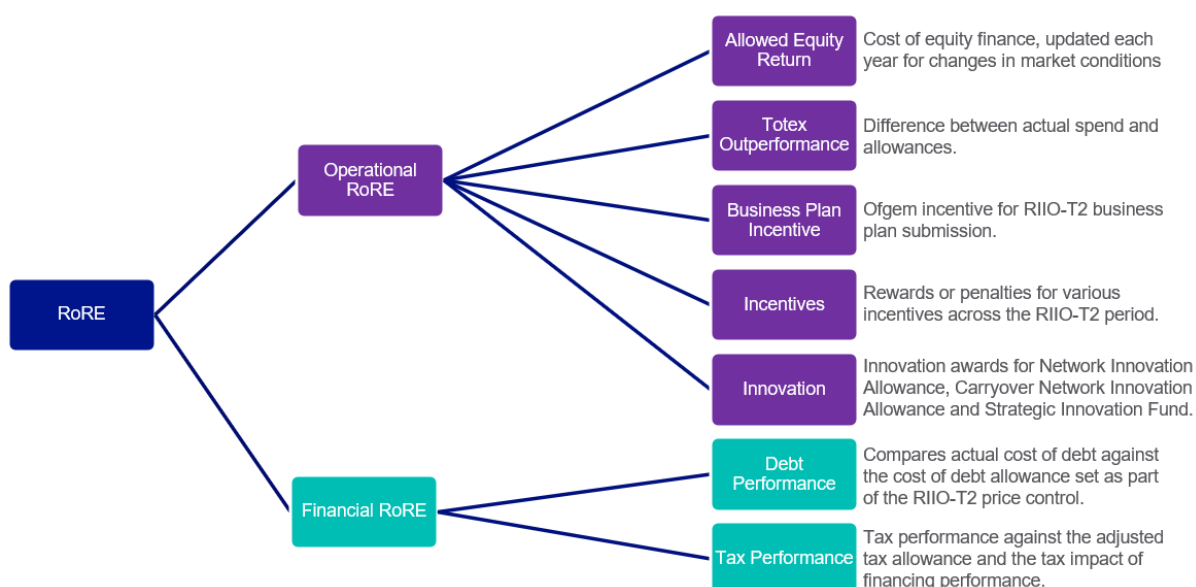 Allowed Equity
Return
Cost of equity finance, updated each
year for changes in market conditions
Totex
Outperformance
Difference between actual spend and
allowances.
Operational
RoRE
Business Plan
Incentive
Ofgem incentive for RIIO-T2 business
plan submission.
RoRE
Incentives
Rewards or penalties for various
incentives across the RIIO-T2 period.
Innovation
Innovation awards for Network Innovation
Allowance, Carryover Network Innovation
Allowance and Strategic Innovation Fund.
Financial RoRE
Debt
Performance
Compares actual cost of debt against
the cost of debt allowance set as part
of the RIIO-T2 price control.
Tax Performance
Tax performance against the adjusted
tax allowance and the tax impact of
financing performance.